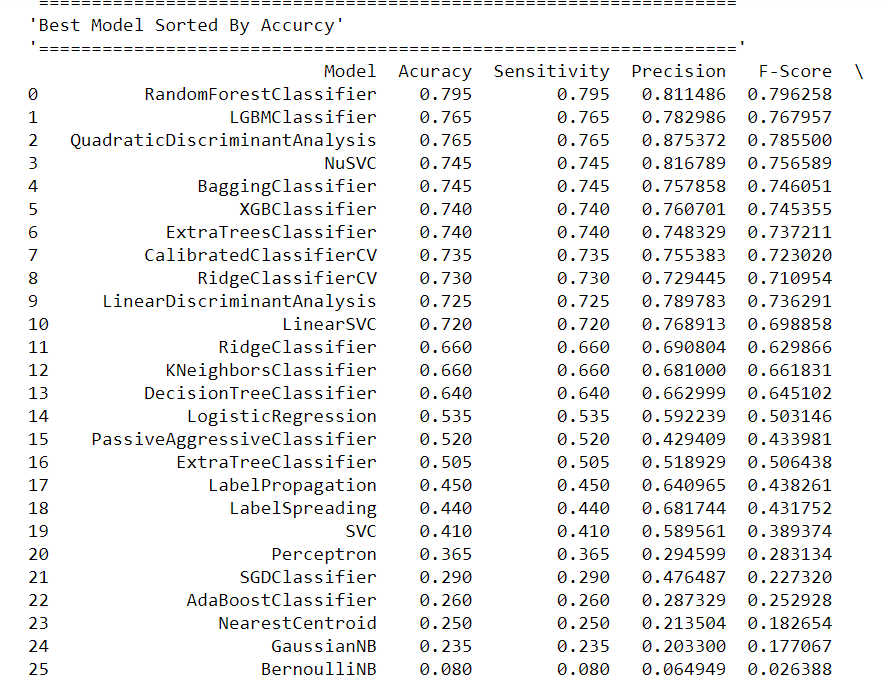 ==================================================================
'Best Model Sorted By Accurcy'
'=================================================================='
Model Acuracy Sensitivity Precision F-Score \
0 RandomForestClassifier 0.795 0.795 0.811486 0.796258
1 LGBMClassifier 0.765 0.765 0.782986 0.767957
2 QuadraticDiscriminantAnalysis 0.765 0.765 0.875372 0.785500
3 NuSVC 0.745 0.745 0.816789 0.756589
4 BaggingClassifier 0.745 0.745 0.757858 0.746051
5 XGBClassifier 0.740 0.740 0.760701 0.745355
6 ExtraTreesClassifier 0.740 0.740 0.748329 0.737211
7 CalibratedClassifierCV 0.735 0.735 0.755383 0.723020
8 RidgeClassifierCV 0.730 0.730 0.729445 0.710954
9 LinearDiscriminantAnalysis 0.725 0.725 0.789783 0.736291
10 LinearSVC 0.720 0.720 0.768913 0.698858
11 RidgeClassifier 0.660 0.660 0.690804 0.629866
12 KNeighborsClassifier 0.660 0.660 0.681000 0.661831
13 DecisionTreeClassifier 0.640 0.640 0.662999 0.645102
14 LogisticRegression 0.535 0.535 0.592239 0.503146
15 PassiveAggressiveClassifier 0.520 0.520 0.429409 0.433981
16 ExtraTreeClassifier 0.505 0.505 0.518929 0.506438
17 LabelPropagation 0.450 0.450 0.640965 0.438261
18 LabelSpreading 0.440 0.440 0.681744 0.431752
19 SVC 0.410 0.410 0.589561 0.389374
20 Perceptron 0.365 0.365 0.294599 0.283134
21 SGDClassifier 0.290 0.290 0.476487 0.227320
22 AdaBoostClassifier 0.260 0.260 0.287329 0.252928
23 NearestCentroid 0.250 0.250 0.213504 0.182654
24 GaussianNB 0.235 0.235 0.203300 0.177067
25 BernoulliNB 0.080 0.080 0.064949 0.026388